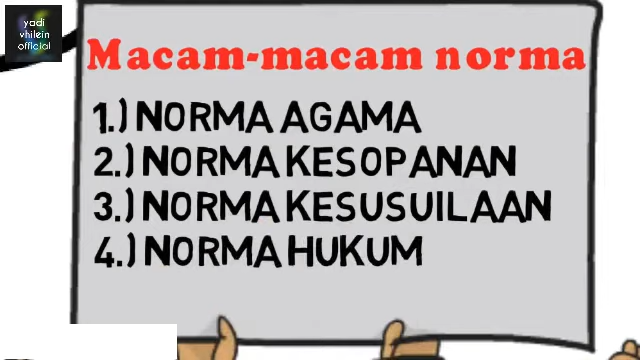 yadi
vhilein
official
Macam-macam norma
1.) NORMA AGAMA
2.) NORMA KESOPANAN
3.) NORMA KESUSUILAAN
4.) NORMA HUKUM